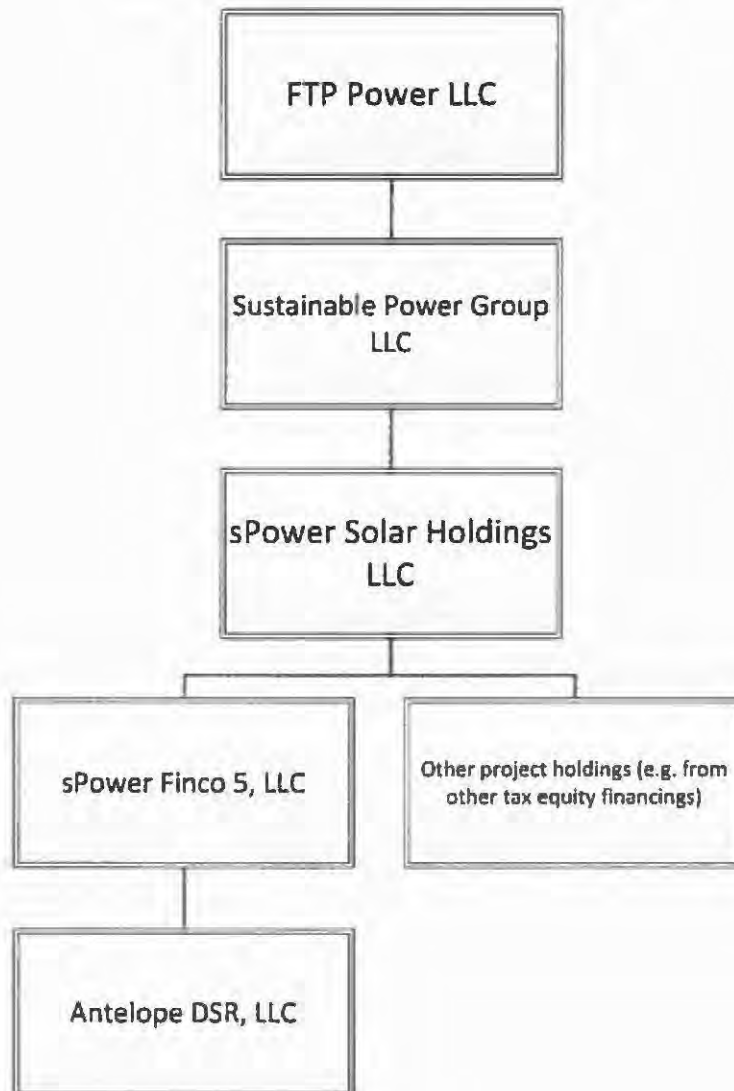 FTP Power LLC
Sustainable Power Group
LLC
sPower Solar Holdings
LLC
sPower Finco 5, LLC
Other project holdings (e.g. from
other tax equity financings)
Antelope DSR, LLC